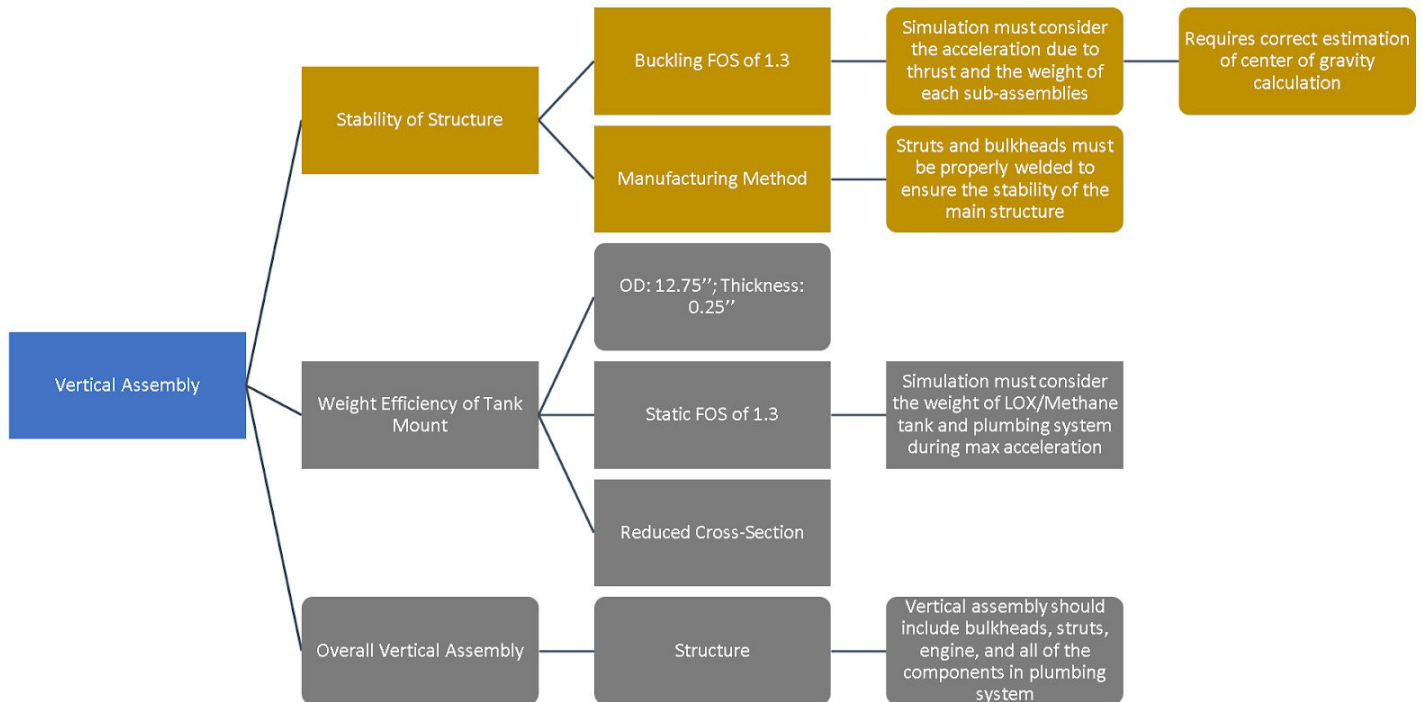 Vertical Assembly
Stability of Structure
Buckling FOS of 1.3
Simulation must consider
the acceleration due to
thrust and the weight of
each sub-assemblies
Requires correct estimation
of center of gravity
calculation
Manufacturing Method
Struts and bulkheads must
be properly welded to
ensure the stability of the
main structure
Weight Efficiency of Tank
Mount
OD: 12.75’’; Thickness:
0.25’’
Static FOS of 1.3
Simulation must consider
the weight of LOX/Methane
tank and plumbing system
during max acceleration
Reduced Cross-Section
Overall Vertical Assembly
Structure
Vertical assembly should
include bulkheads, struts,
engine, and all of the
components in plumbing
system